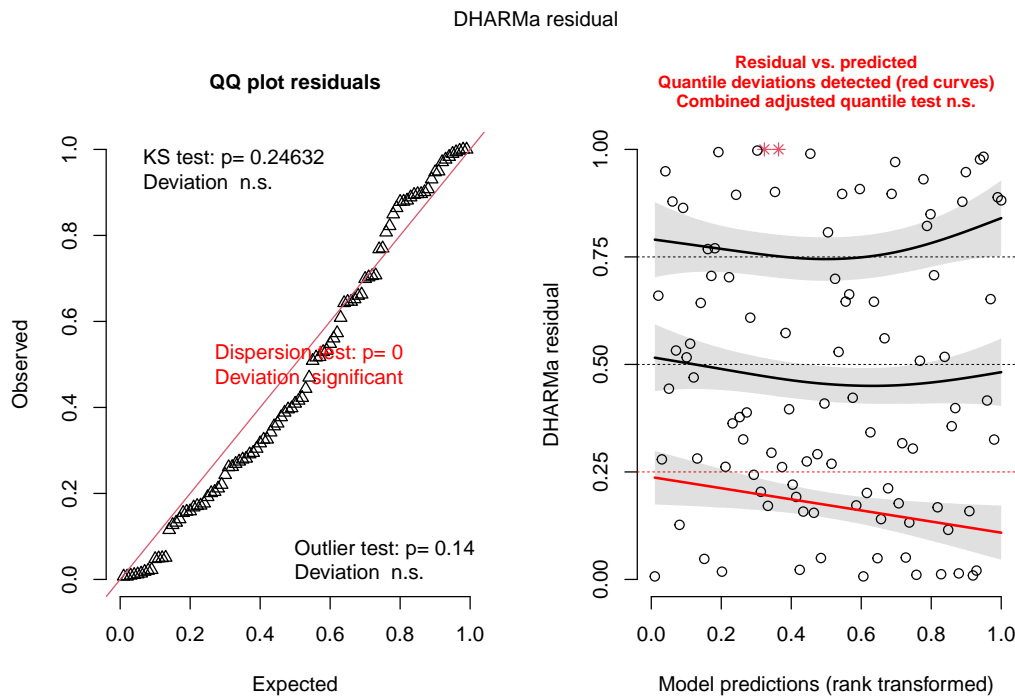 DHARMa residual
QQ plot residuals
KS test: p= 0.24632
Deviation  n.s.
Dispersion test: p= 0
Deviation  significant
Outlier test: p= 0.14
Deviation  n.s.
Observed
0.0
0.2
0.4
0.6
0.8
1.0
0.0
0.2
0.4
0.6
0.8
1.0
Expected
Residual vs. predicted
Quantile deviations detected (red curves)
Combined adjusted quantile test n.s.
DHARMa residual
0.00
0.25
0.50
0.75
1.00
0.0
0.2
0.4
0.6
0.8
1.0
Model predictions (rank transformed)